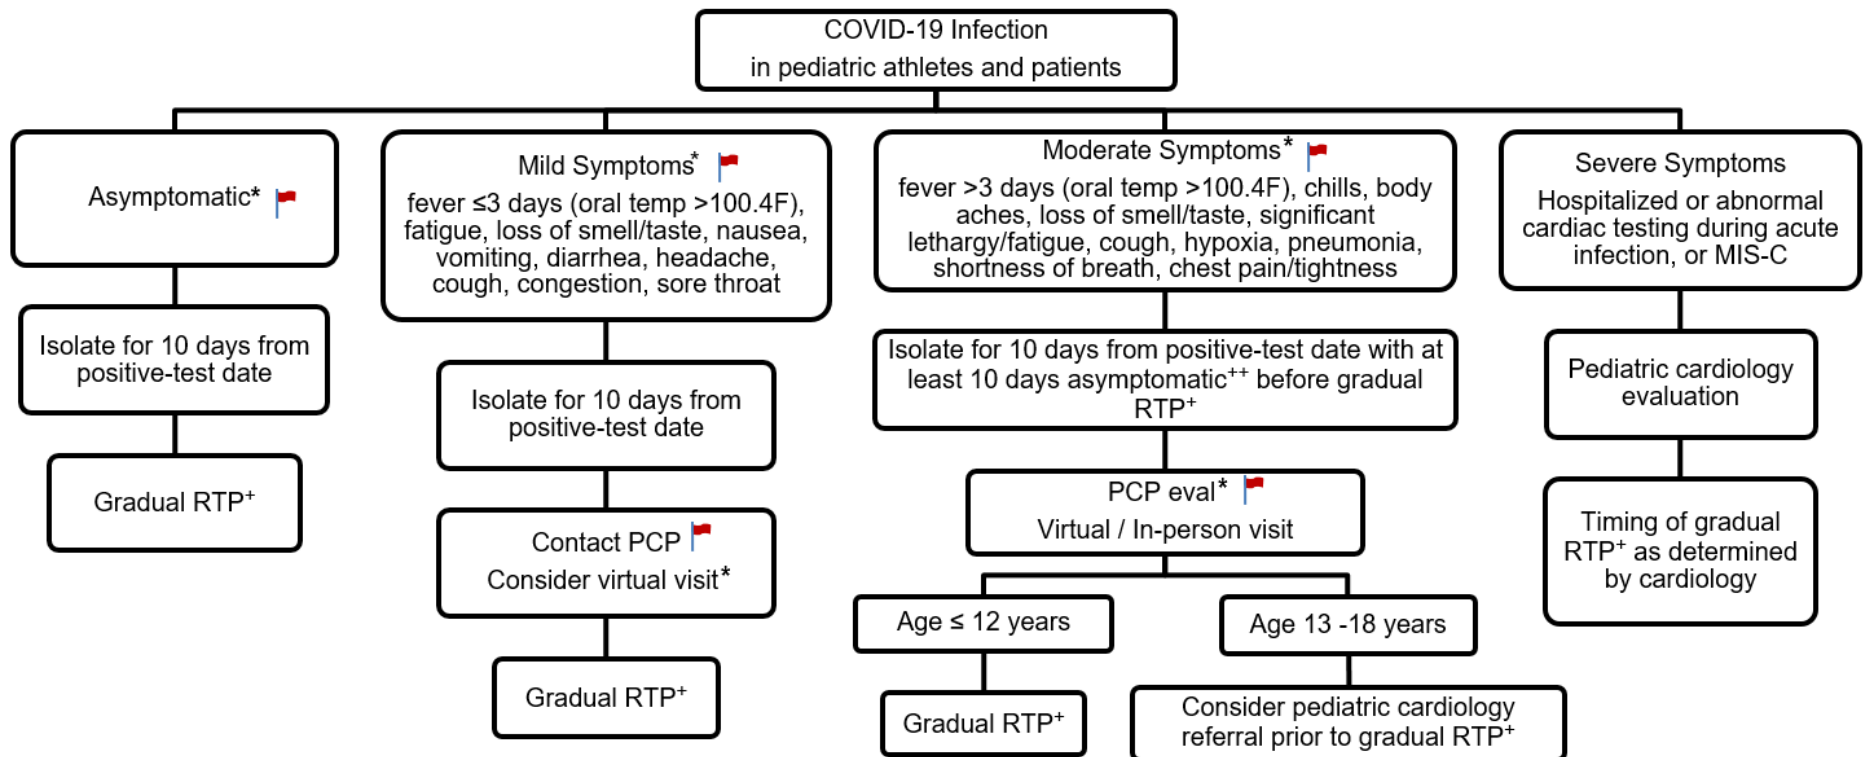 COVID-19 Infection
in pediatric athletes and patients
Asymptomatic*
Isolate for 10 days from
positive-test date
Gradual RTP+
Mild Symptoms*
fever ≤3 days (oral temp >100.4F),
fatigue, loss of smell/taste, nausea,
vomiting, diarrhea, headache,
cough, congestion, sore throat
Isolate for 10 days from
positive-test date
Contact PCP
Consider virtual visit*
Gradual RTP+
Moderate Symptoms*
fever >3 days (oral temp >100.4F), chills, body
aches, loss of smell/taste, significant
lethargy/fatigue, cough, hypoxia, pneumonia,
shortness of breath, chest pain/tightness
Isolate for 10 days from positive-test date with at
least 10 days asymptomatic++ before gradual
RTP+
PCP eval*
Virtual / In-person visit
Age ≤ 12 years
Gradual RTP+
Age 13 -18 years
Consider pediatric cardiology
referral prior to gradual RTP+
Severe Symptoms
Hospitalized or abnormal
cardiac testing during acute
infection, or MIS-C
Pediatric cardiology
evaluation
Timing of gradual
RTP+ as determined
by cardiology